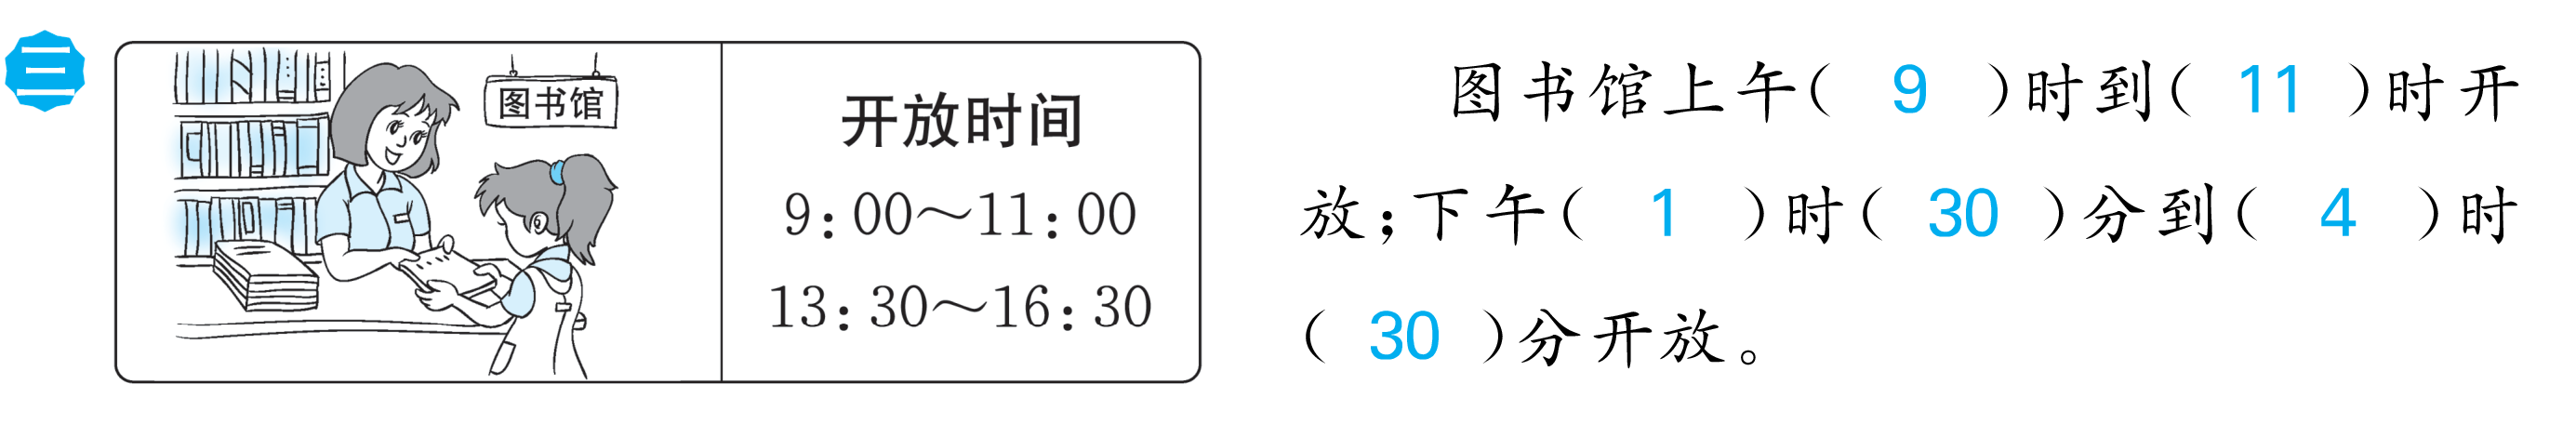 三
图书馆
开放时间
9:00～11:00
13:30～16:30
图书馆上午( 9 )时到( 11 )时开
放;下午( 1 )时( 30 )分到( 4 )时
( 30 )分开放。